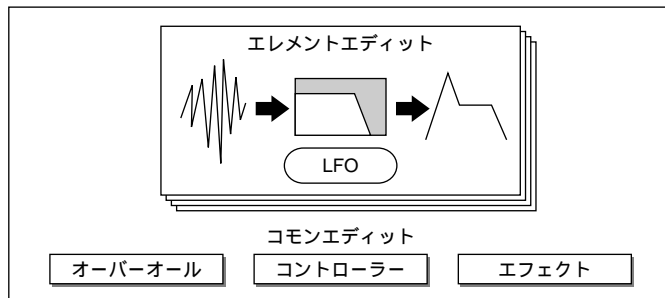 エレメントエディット
LFO
コモンエディット
オーバーオール
コントローラー
エフェクト